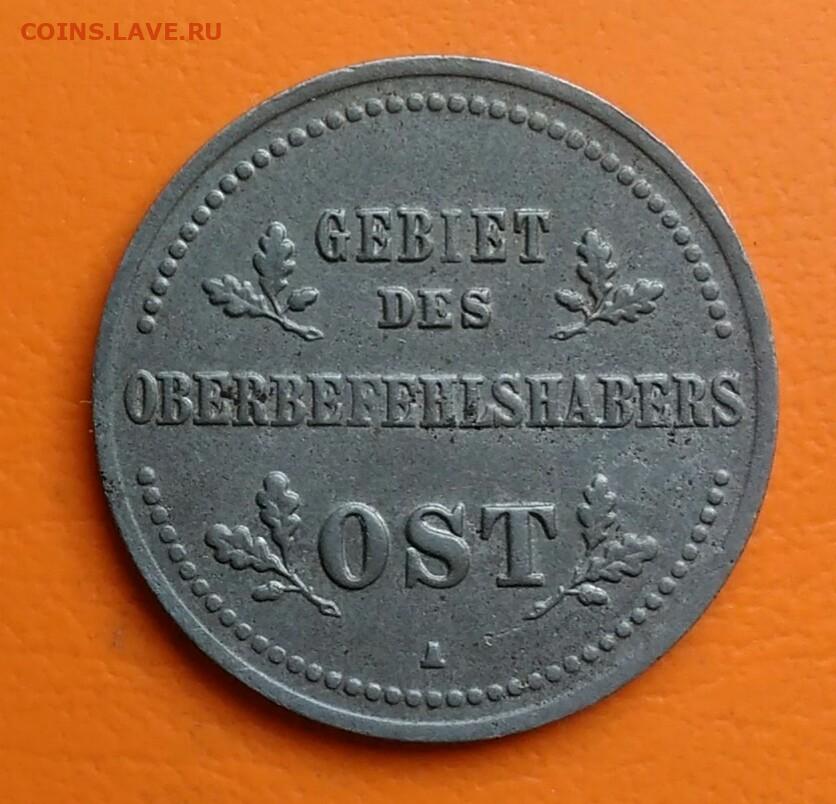 COINS.LAVE.RU
GEBIET
DES
OBERBEFEHLSHABERS
OST
A